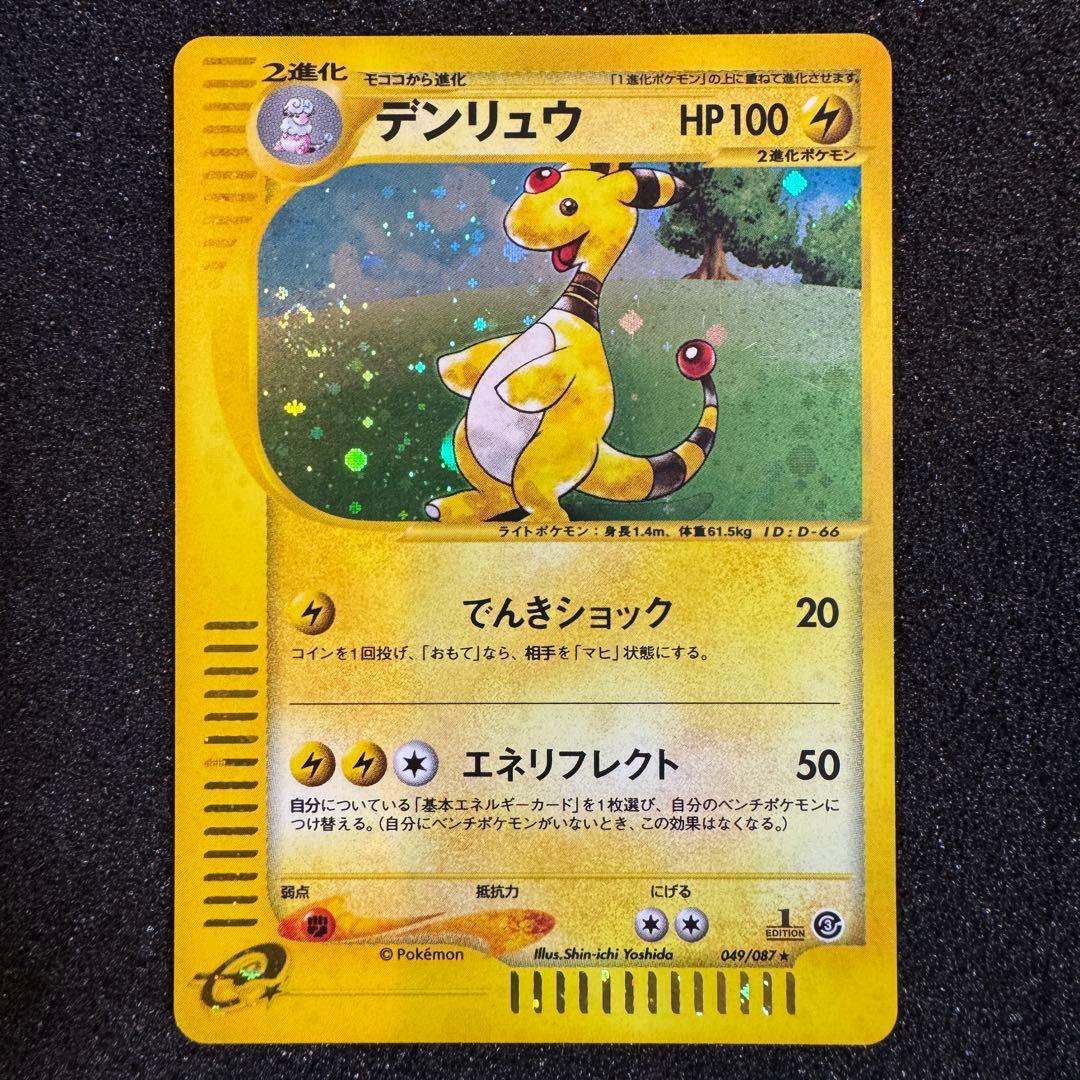 2進化
モココから進化
「1進化ポケモン」の上に重ねて進化させます。
デンリュウ
HP100
2進化ポケモン
ライトポケモン：身長1.4m、体重61.5kg ID:D-66
でんきショック 20
コインを1回投げ、「おもて」なら、相手を「マヒ」状態にする。
エネリフレクト 50
自分についている「基本エネルギーカード」を1枚選び、自分のベンチポケモンに
つけ替える。（自分にベンチポケモンがいないとき、この効果はなくなる。）
弱点 抵抗力 にげる
1
EDITION
3
© Pokémon
Illus. Shin-ichi Yoshida
049/087 ★
e